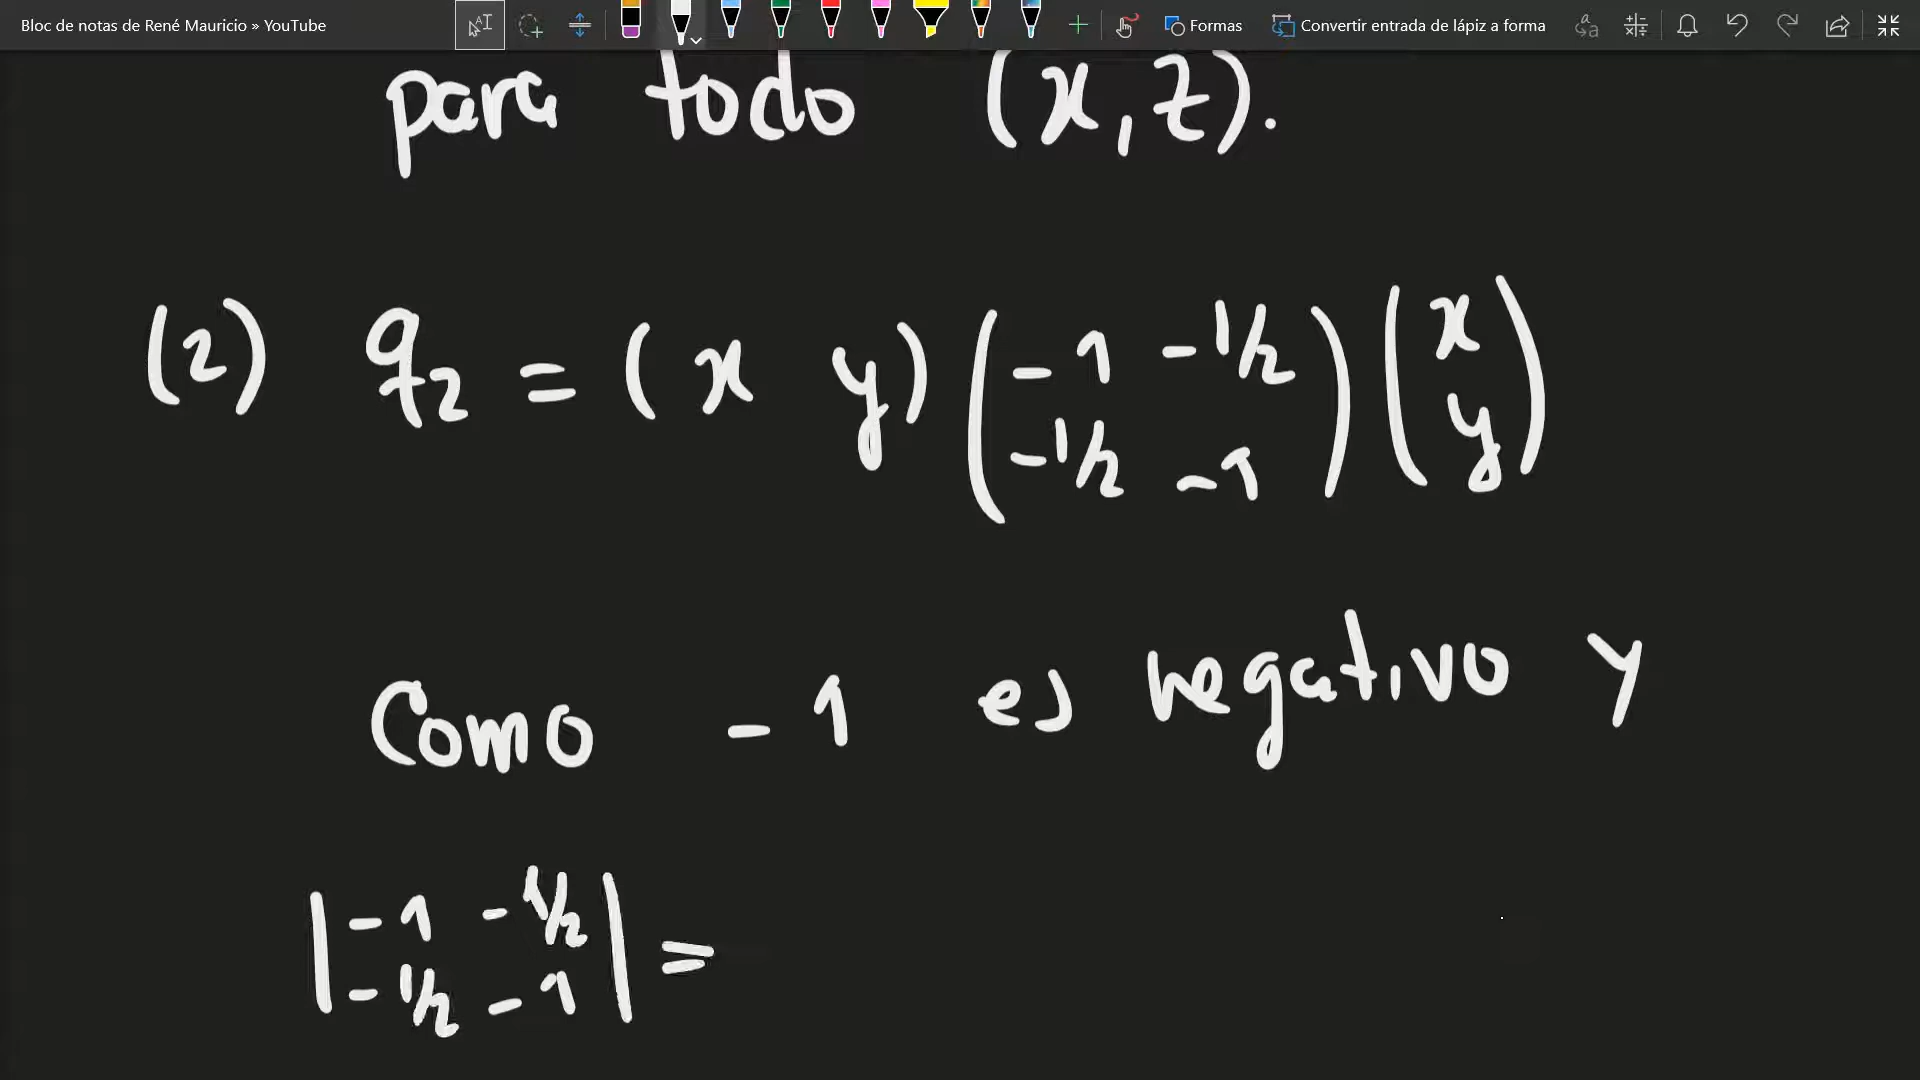 Bloc de notas de René Mauricio » YouTube
Formas
Convertir entrada de lápiz a forma
para todo (x,z).
(2) q2 = (x y) (-1 -1/2) (x)
(-1/2 -1) (y)
Como -1 es negativo y
|-1 -1/2| =
|-1/2 -1|